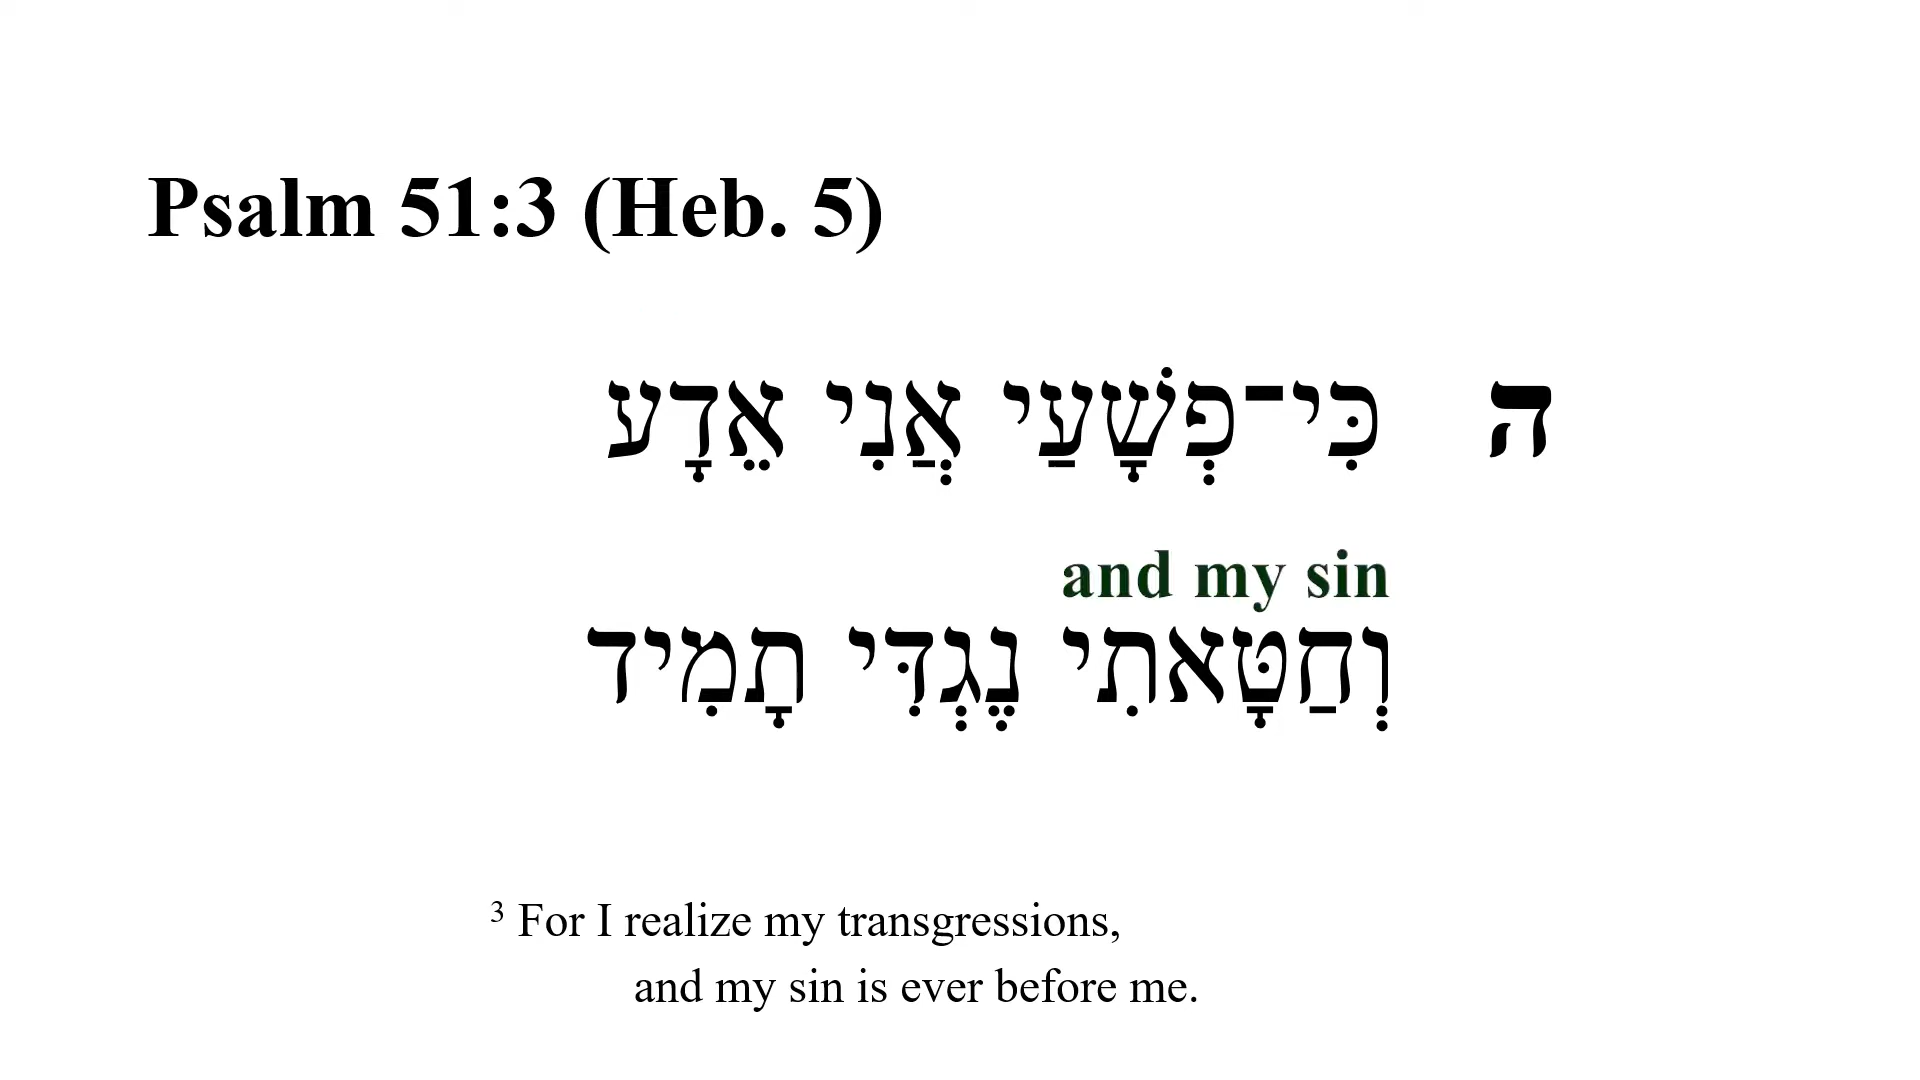 Psalm 51:3 (Heb. 5)
ה כִּי־פְשָׁעַי אֲנִי אֵדָע
and my sin
וְחַטָּאתִי נֶגְדִּי תָמִיד
³ For I realize my transgressions,
and my sin is ever before me.